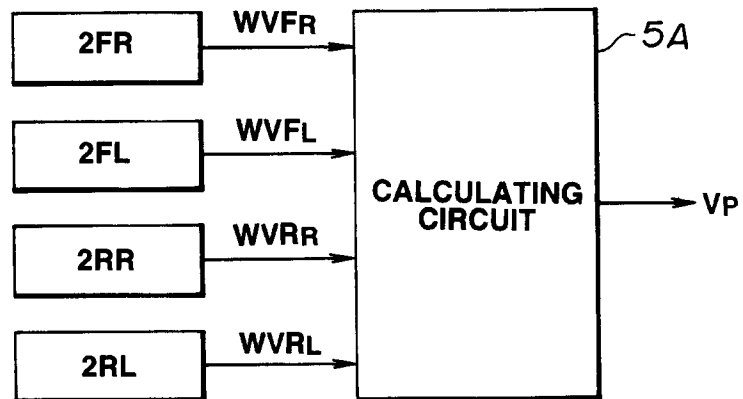 2FR
WVFR
5A
2FL
WVFL
CALCULATING
CIRCUIT
VP
2RR
WVRR
2RL
WVRL